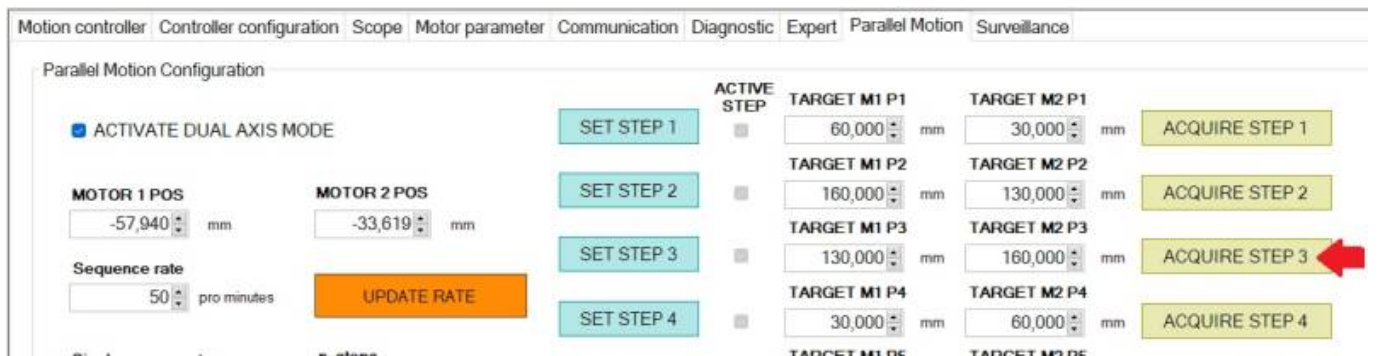 Motion controller Controller configuration Scope Motor parameter Communication Diagnostic Expert Parallel Motion Surveillance
Parallel Motion Configuration
ACTIVE STEP TARGET M1 P1 TARGET M2 P1
ACTIVATE DUAL AXIS MODE SET STEP 1 60,000 mm 30,000 mm ACQUIRE STEP 1
TARGET M1 P2 TARGET M2 P2
MOTOR 1 POS MOTOR 2 POS SET STEP 2 160,000 mm 130,000 mm ACQUIRE STEP 2
-57,940 mm -33,619 mm TARGET M1 P3 TARGET M2 P3
SET STEP 3 130,000 mm 160,000 mm ACQUIRE STEP 3
Sequence rate
50 pro minutes UPDATE RATE TARGET M1 P4 TARGET M2 P4
SET STEP 4 30,000 mm 60,000 mm ACQUIRE STEP 4